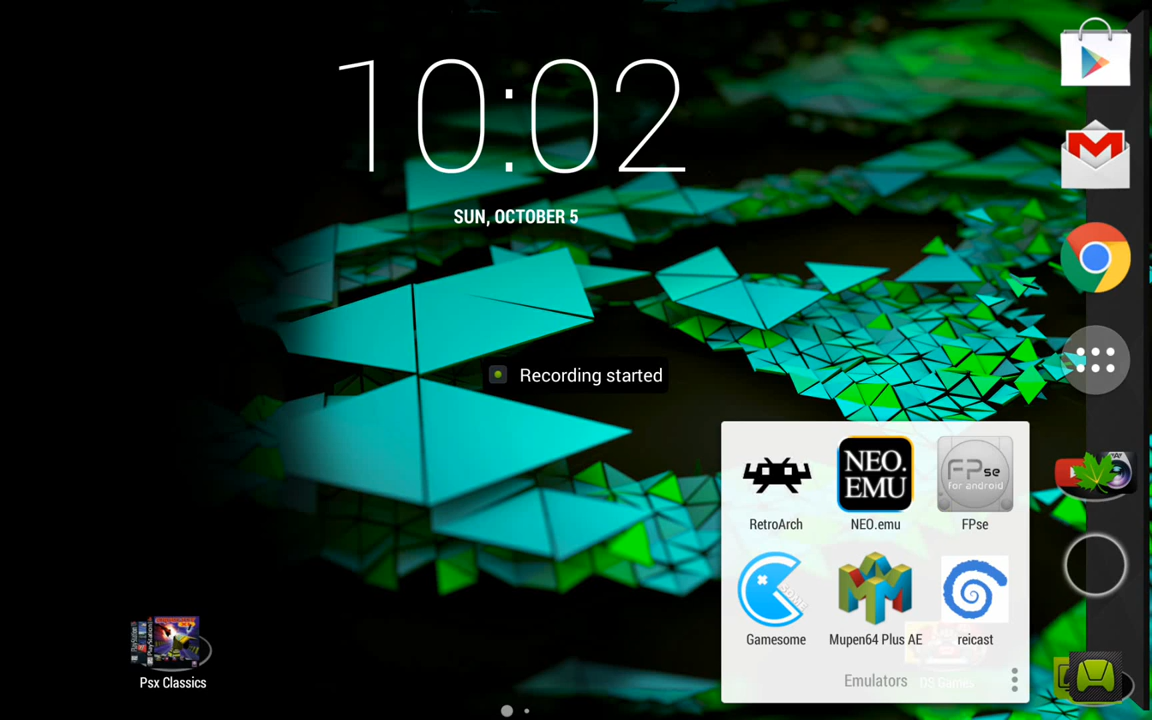 10:02
SUN, OCTOBER 5
Recording started
NEO.
EMU
FPse
for android
RetroArch
NEO.emu
FPse
SOME
Gamesome
Mupen64 Plus AE
reicast
Emulators
DS Games
Psx Classics